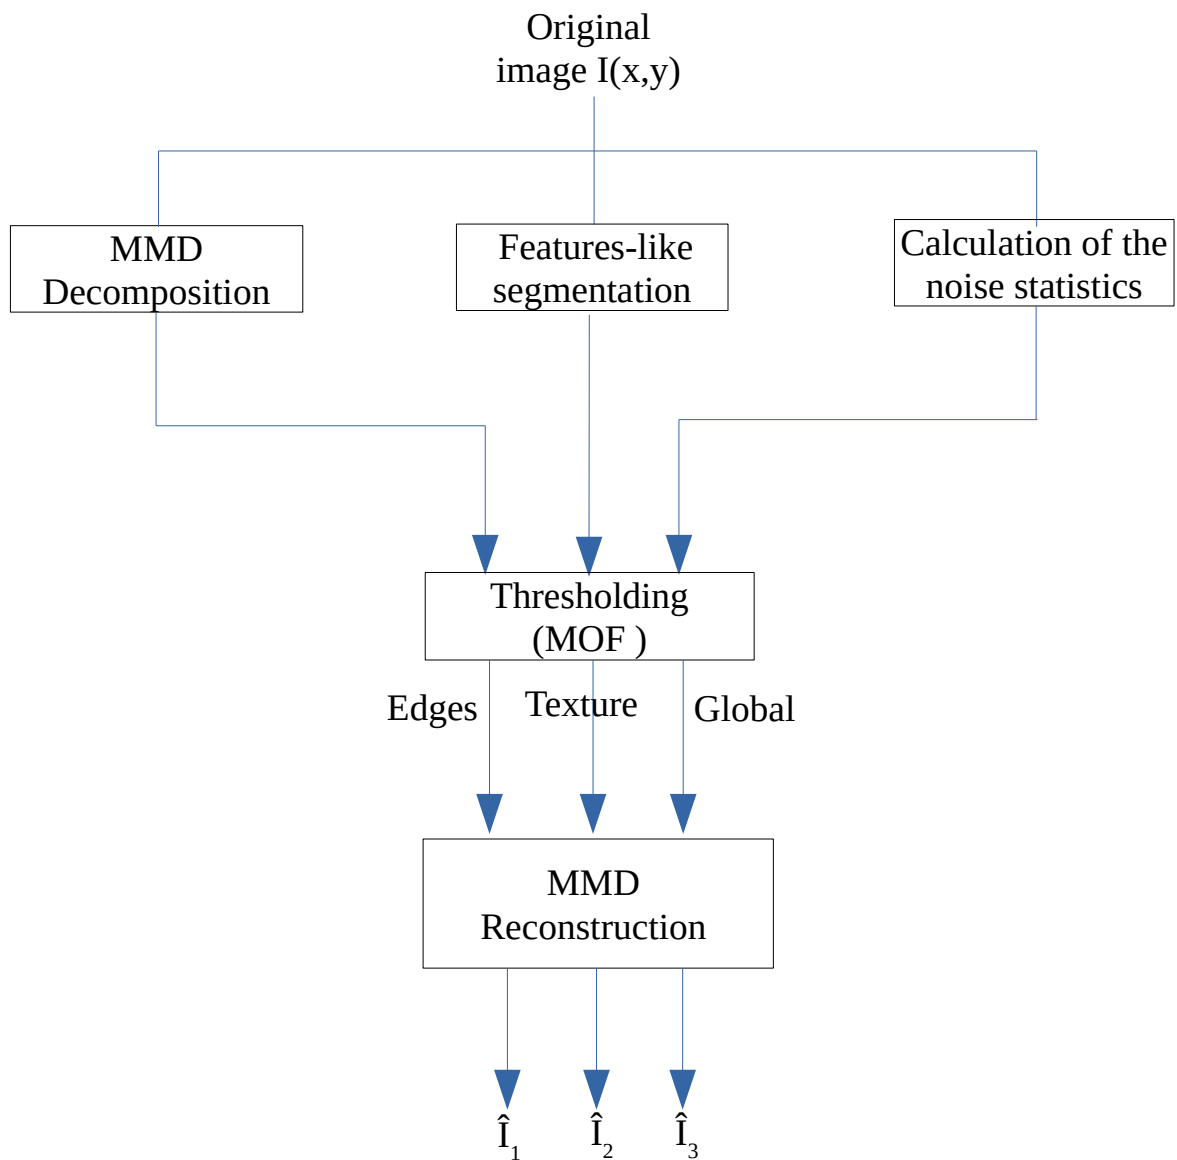 Original
image I(x,y)
MMD
Decomposition
Features-like
segmentation
Calculation of the
noise statistics
Thresholding
(MOF )
Edges
Texture
Global
MMD
Reconstruction
Î₁
Î₂
Î₃